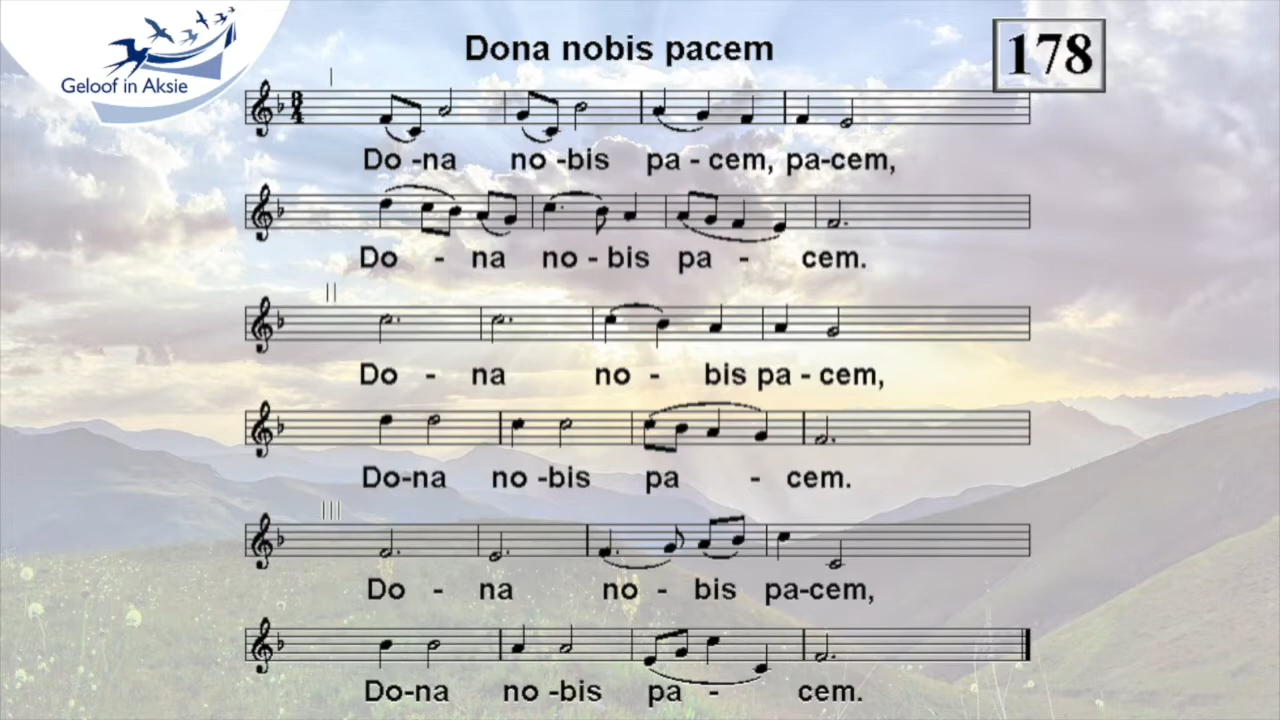 Geloof in Aksie
Dona nobis pacem
178
I
3
4
Do -na no -bis pa - cem, pa-cem,
Do - na no - bis pa - cem.
II
Do - na no - bis pa - cem,
Do-na no -bis pa - cem.
III
Do - na no - bis pa-cem,
Do-na no -bis pa - cem.